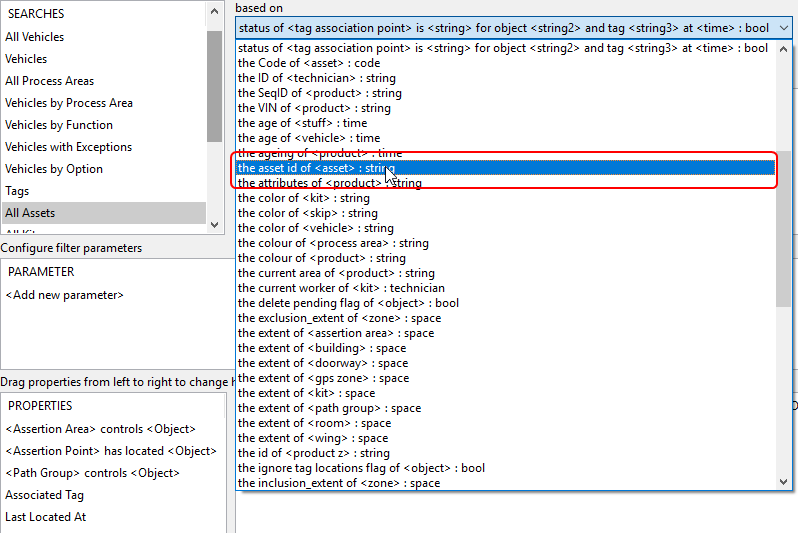 SEARCHES
All Vehicles
Vehicles
All Process Areas
Vehicles by Process Area
Vehicles by Function
Vehicles with Exceptions
Vehicles by Option
Tags
All Assets
Configure filter parameters
PARAMETER
<Add new parameter>
Drag properties from left to right to change h
PROPERTIES
<Assertion Area> controls <Object>
<Assertion Point> has located <Object>
<Path Group> controls <Object>
Associated Tag
Last Located At
based on
status of <tag association point> is <string> for object <string2> and tag <string3> at <time> : bool
status of <tag association point> is <string> for object <string2> and tag <string3> at <time> : bool
the Code of <asset> : code
the ID of <technician> : string
the SeqID of <product> : string
the VIN of <product> : string
the age of <stuff> : time
the age of <vehicle> : time
the ageing of <product> : time
the asset id of <asset> : string
the attributes of <product> : string
the color of <kit> : string
the color of <skip> : string
the color of <vehicle> : string
the colour of <process area> : string
the colour of <product> : string
the current area of <product> : string
the current worker of <kit> : technician
the delete pending flag of <object> : bool
the exclusion_extent of <zone> : space
the extent of <assertion area> : space
the extent of <building> : space
the extent of <doorway> : space
the extent of <gps zone> : space
the extent of <kit> : space
the extent of <path group> : space
the extent of <room> : space
the extent of <wing> : space
the id of <product z> : string
the ignore tag locations flag of <object> : bool
the inclusion_extent of <zone> : space